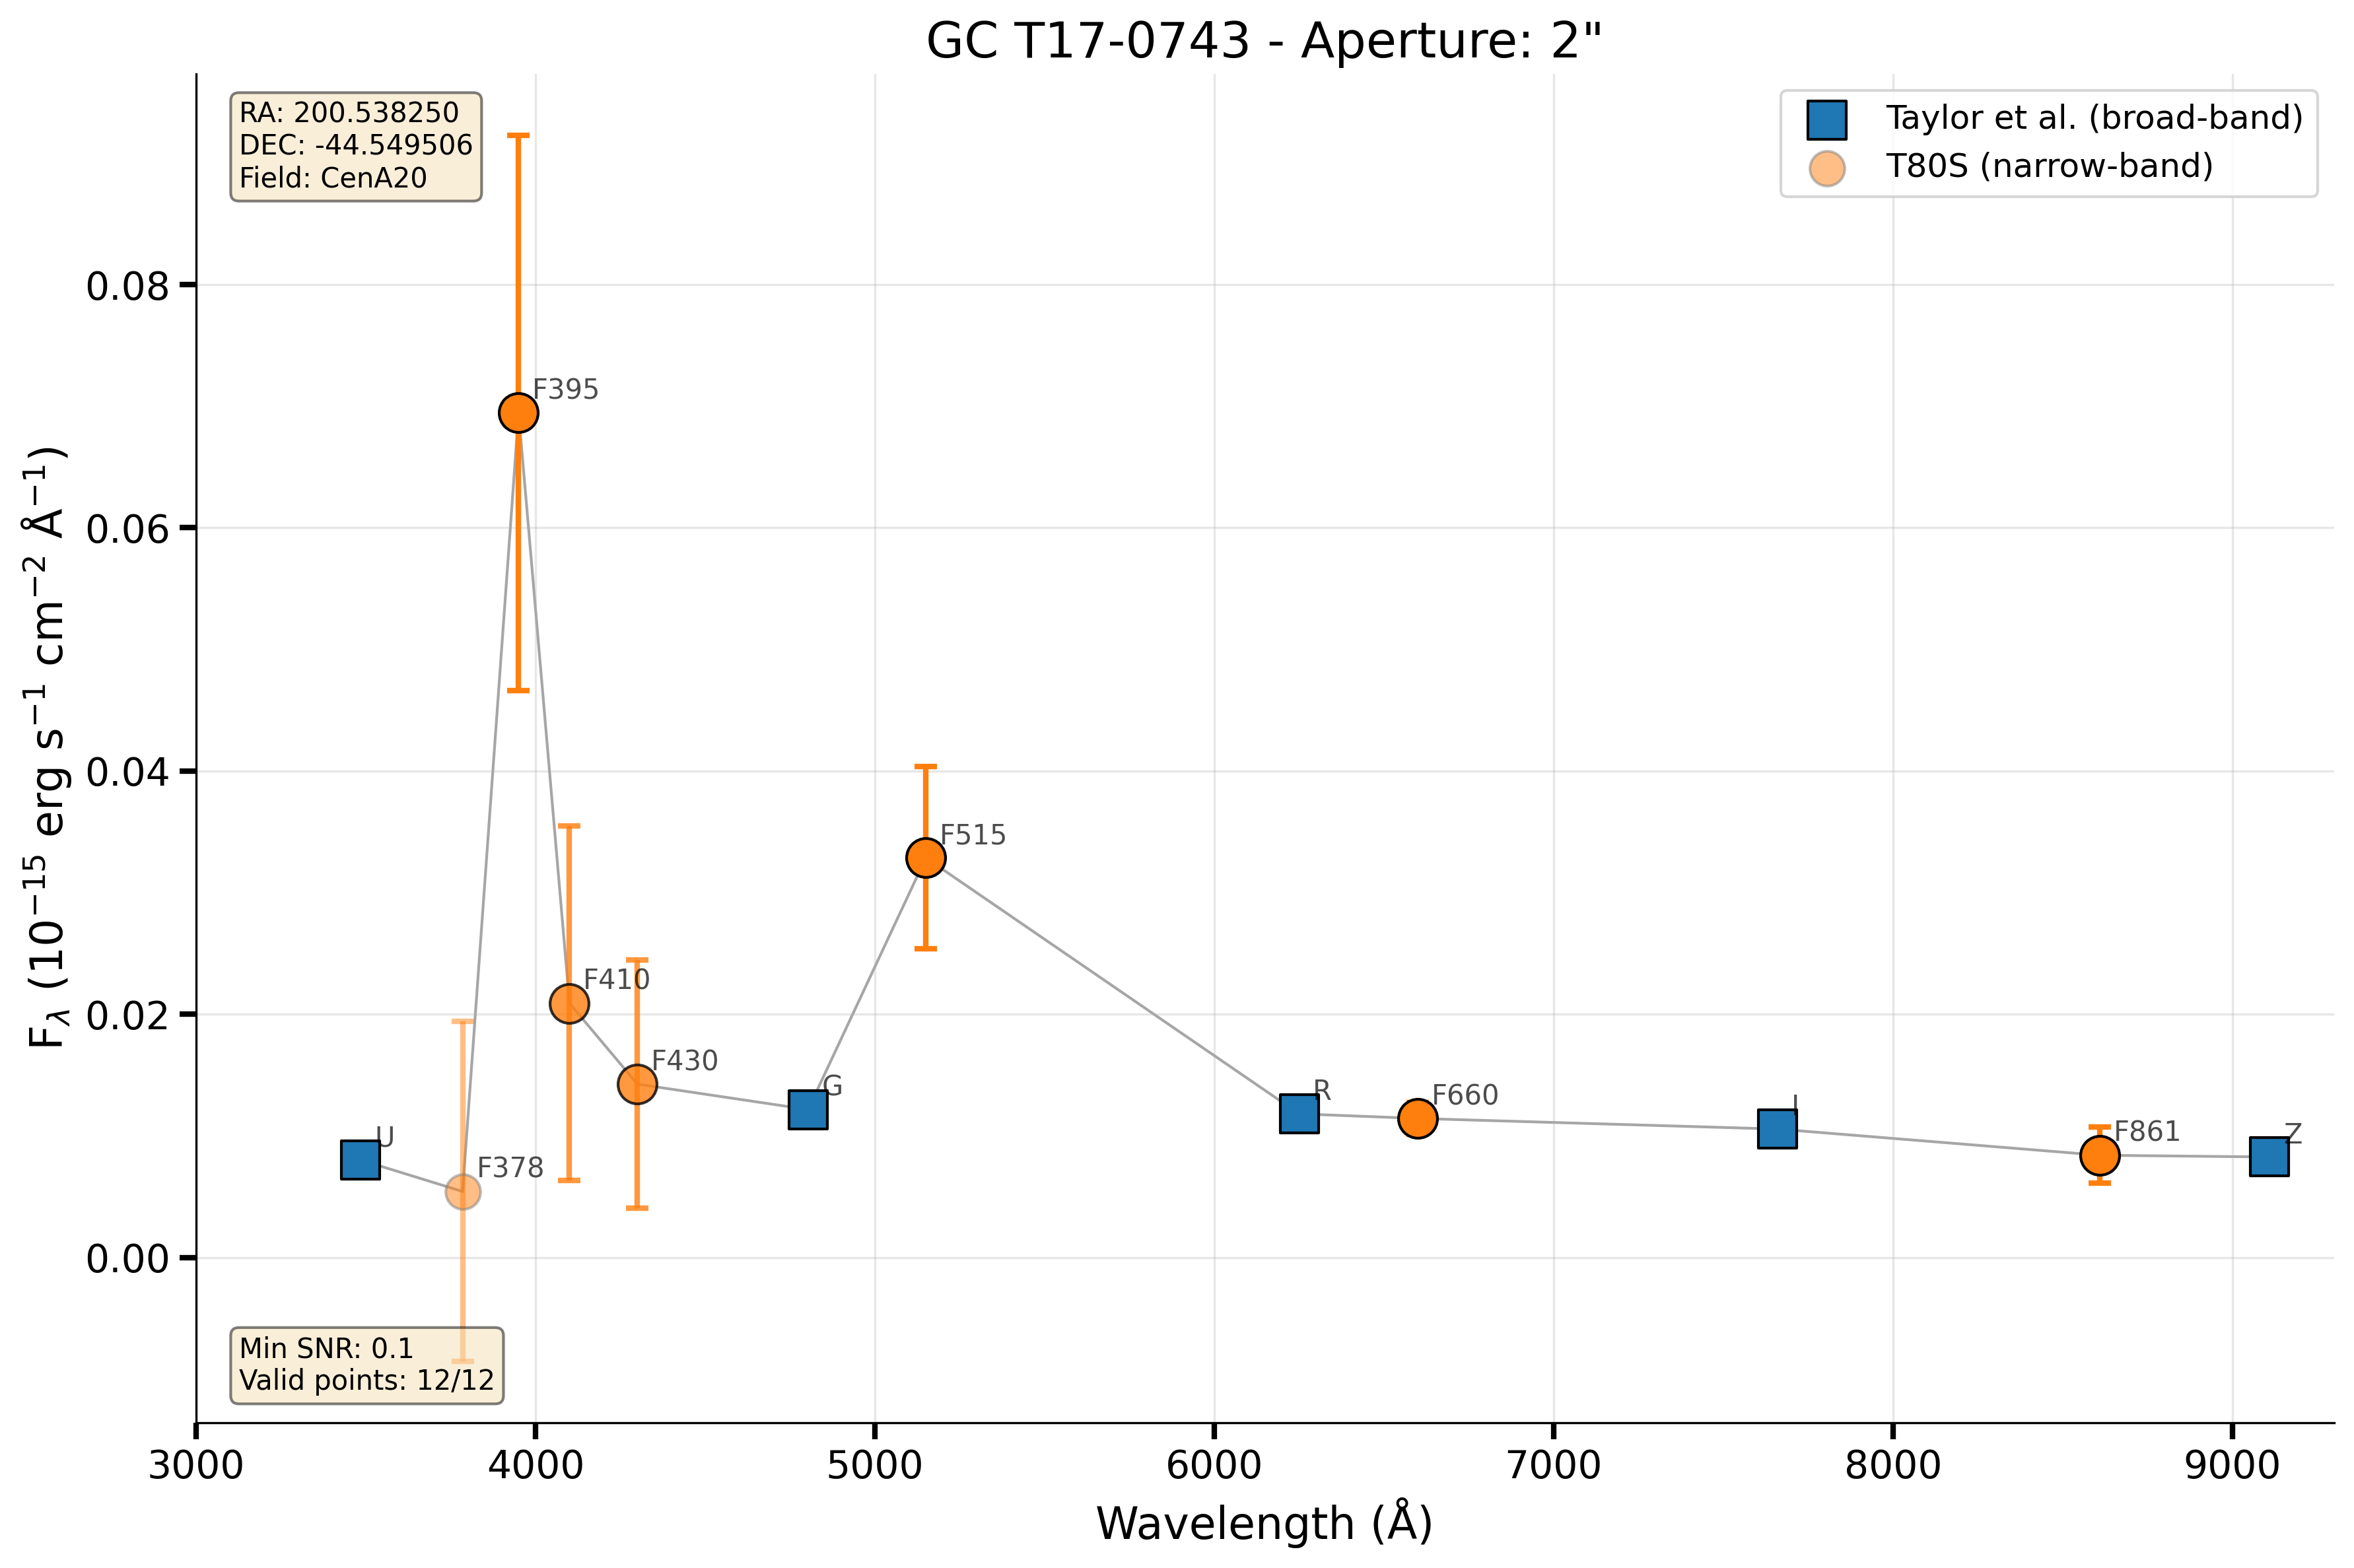 GC T17-0743 - Aperture: 2"
RA: 200.538250
DEC: -44.549506
Field: CenA20
Taylor et al. (broad-band)
T80S (narrow-band)
F395
F515
F410
F430
G
U
F378
R
F660
I
F861
Z
Min SNR: 0.1
Valid points: 12/12
0.08
0.06
0.04
0.02
0.00
F_λ (10⁻¹⁵ erg s⁻¹ cm⁻² Å⁻¹)
3000 4000 5000 6000 7000 8000 9000
Wavelength (Å)